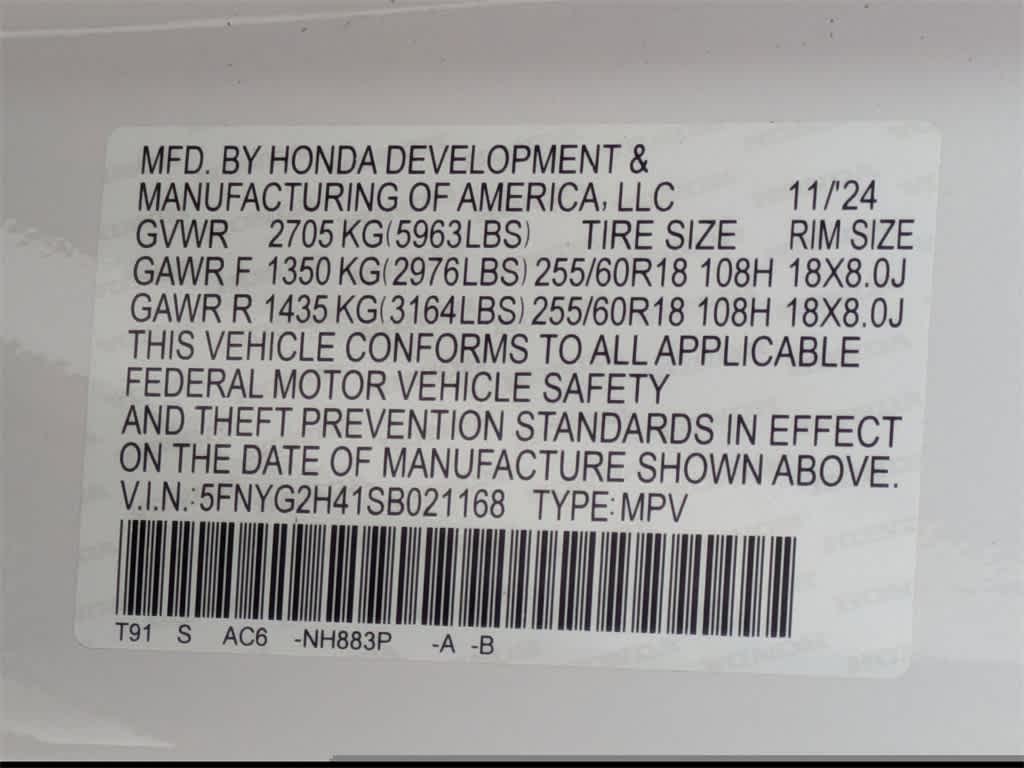 MFD. BY HONDA DEVELOPMENT &
MANUFACTURING OF AMERICA, LLC 11/'24
GVWR 2705 KG(5963LBS) TIRE SIZE RIM SIZE
GAWR F 1350 KG(2976LBS) 255/60R18 108H 18X8.0J
GAWR R 1435 KG(3164LBS) 255/60R18 108H 18X8.0J
THIS VEHICLE CONFORMS TO ALL APPLICABLE
FEDERAL MOTOR VEHICLE SAFETY
AND THEFT PREVENTION STANDARDS IN EFFECT
ON THE DATE OF MANUFACTURE SHOWN ABOVE.
V.I.N.:5FNYG2H41SB021168 TYPE:MPV
T91 S AC6 -NH883P -A -B